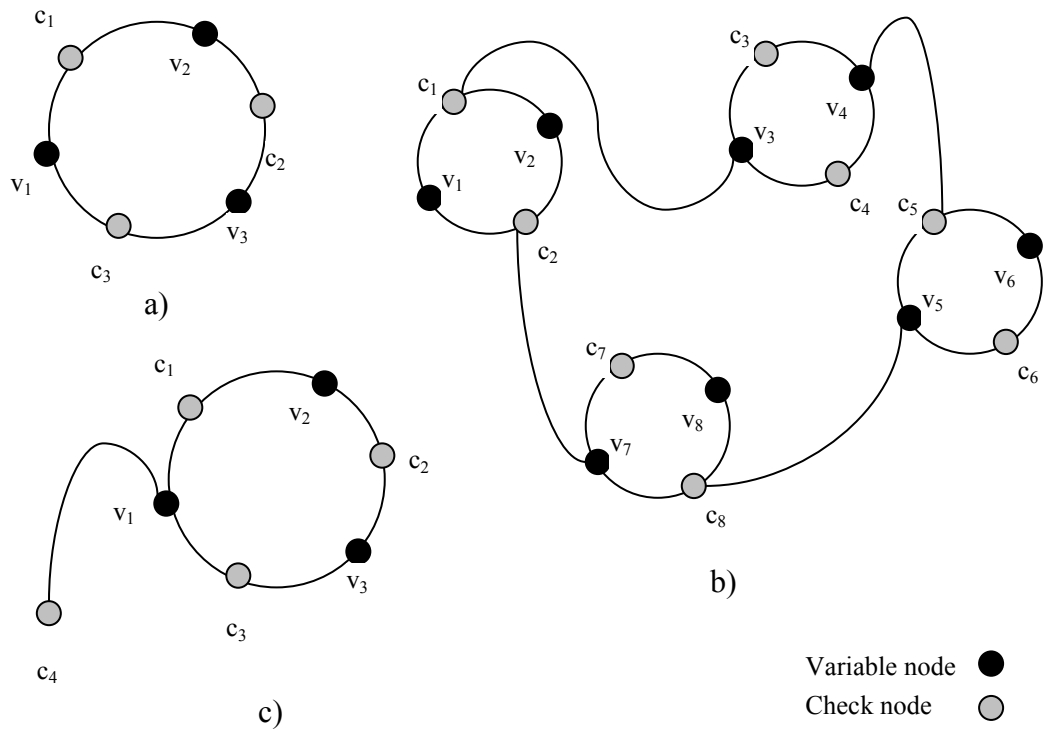 c1
v2
c2
v1
v3
c3
a)
c1
v2
v1
c2
c3
v4
v3
c4
c5
v6
v5
c6
c7
v8
v7
c8
b)
c1
v2
c2
v1
v3
c3
c4
c)
Variable node
Check node